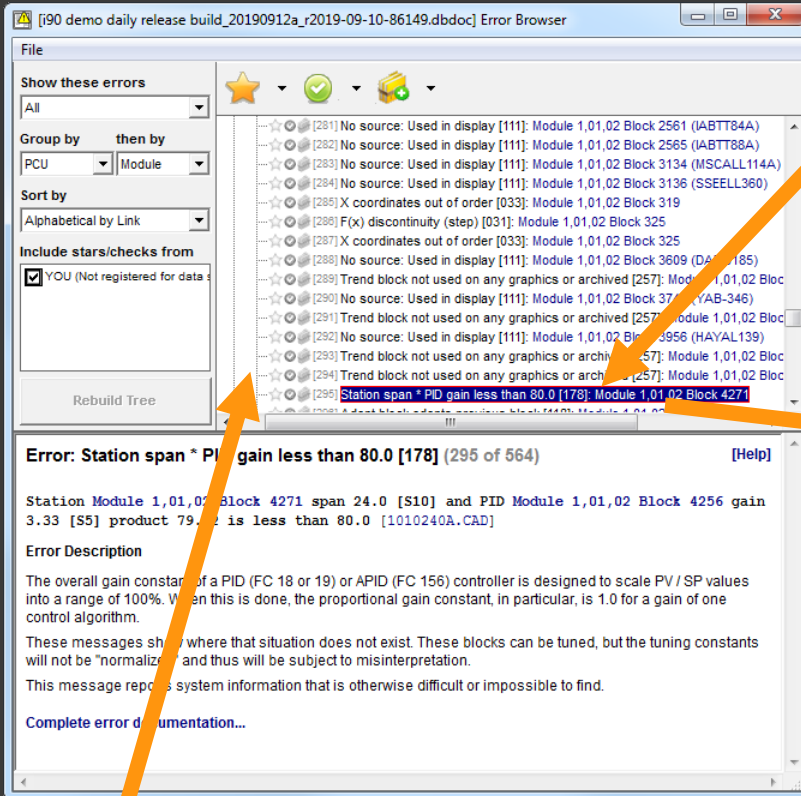 [i90 demo daily release build_20190912a_r2019-09-10-86149.dbdoc] Error Browser
File
Show these errors
All
Group by then by
PCU Module
Sort by
Alphabetical by Link
Include stars/checks from
YOU (Not registered for data s
Rebuild Tree
[281] No source: Used in display [111]: Module 1,01,02 Block 2561 (IABTT84A)
[282] No source: Used in display [111]: Module 1,01,02 Block 2565 (IABTT88A)
[283] No source: Used in display [111]: Module 1,01,02 Block 3134 (MSCALL114A)
[284] No source: Used in display [111]: Module 1,01,02 Block 3136 (SSEELL360)
[285] X coordinates out of order [033]: Module 1,01,02 Block 319
[286] F(x) discontinuity (step) [031]: Module 1,01,02 Block 325
[287] X coordinates out of order [033]: Module 1,01,02 Block 325
[288] No source: Used in display [111]: Module 1,01,02 Block 3609 (DA 185)
[289] Trend block not used on any graphics or archived [257]: Module 1,01,02 Bloc
[290] No source: Used in display [111]: Module 1,01,02 Block 374 (YAB-346)
[291] Trend block not used on any graphics or archived [257]: Module 1,01,02 Bloc
[292] No source: Used in display [111]: Module 1,01,02 Block 3956 (HAYAL139)
[293] Trend block not used on any graphics or archived [257]: Module 1,01,02 Bloc
[294] Trend block not used on any graphics or archived [257]: Module 1,01,02 Bloc
[295] Station span * PID gain less than 80.0 [178]: Module 1,01,02 Block 4271
Error: Station span * PID gain less than 80.0 [178] (295 of 564) [Help]
Station Module 1,01,02 Block 4271 span 24.0 [S10] and PID Module 1,01,02 Block 4256 gain
3.33 [S5] product 79.92 is less than 80.0 [1010240A.CAD]
Error Description
The overall gain constant of a PID (FC 18 or 19) or APID (FC 156) controller is designed to scale PV / SP values
into a range of 100%. When this is done, the proportional gain constant, in particular, is 1.0 for a gain of one
control algorithm.
These messages show where that situation does not exist. These blocks can be tuned, but the tuning constants
will not be "normalized" and thus will be subject to misinterpretation.
This message reports system information that is otherwise difficult or impossible to find.
Complete error documentation...